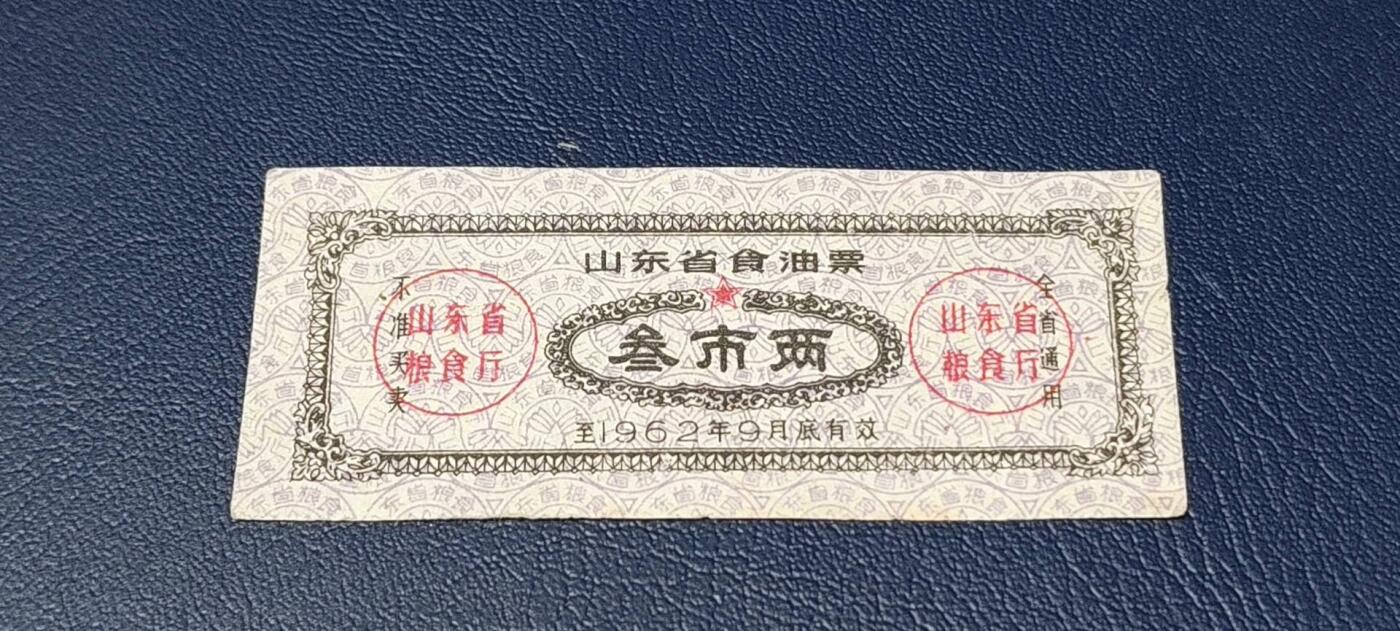 山东省食油票
叁市两
至1962年9月底有效
不准买卖
全省通用
山东省
粮食厅
山东省
粮食厅